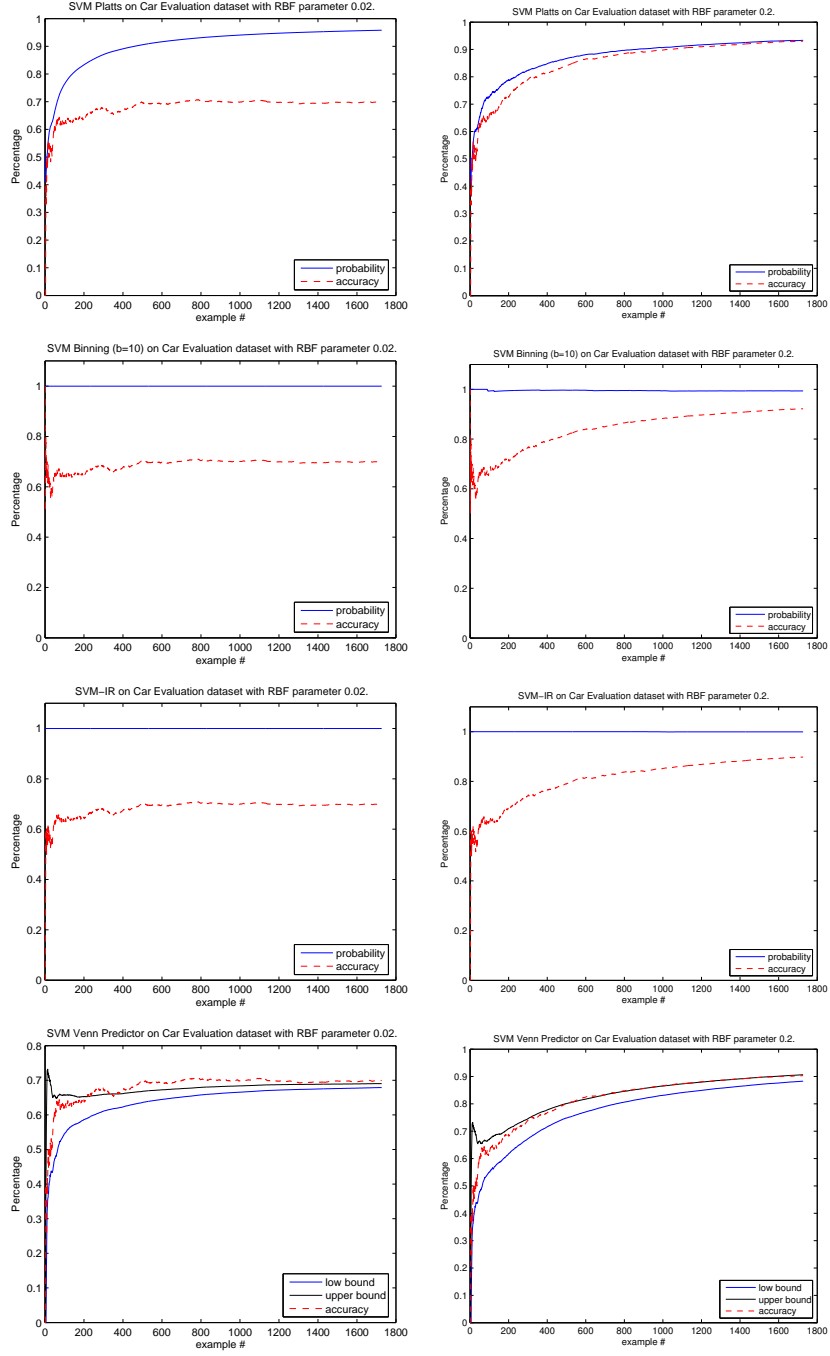 SVM Platts on Car Evaluation dataset with RBF parameter 0.02.
1
0.9
0.8
0.7
0.6
0.5
0.4
0.3
0.2
0.1
0
Percentage
0 200 400 600 800 1000 1200 1400 1600 1800
example #
probability
accuracy
SVM Platts on Car Evaluation dataset with RBF parameter 0.2.
1
0.9
0.8
0.7
0.6
0.5
0.4
0.3
0.2
0.1
0
Percentage
0 200 400 600 800 1000 1200 1400 1600 1800
example #
probability
accuracy
SVM Binning (b=10) on Car Evaluation dataset with RBF parameter 0.02.
1
0.8
0.6
0.4
0.2
0
Percentage
0 200 400 600 800 1000 1200 1400 1600 1800
example #
probability
accuracy
SVM Binning (b=10) on Car Evaluation dataset with RBF parameter 0.2.
1
0.8
0.6
0.4
0.2
0
Percentage
0 200 400 600 800 1000 1200 1400 1600 1800
example #
probability
accuracy
SVM−IR on Car Evaluation dataset with RBF parameter 0.02.
1
0.8
0.6
0.4
0.2
0
Percentage
0 200 400 600 800 1000 1200 1400 1600 1800
example #
probability
accuracy
SVM−IR on Car Evaluation dataset with RBF parameter 0.2.
1
0.8
0.6
0.4
0.2
0
Percentage
0 200 400 600 800 1000 1200 1400 1600 1800
example #
probability
accuracy
SVM Venn Predictor on Car Evaluation dataset with RBF parameter 0.02.
0.8
0.7
0.6
0.5
0.4
0.3
0.2
0.1
0
Percentage
0 200 400 600 800 1000 1200 1400 1600 1800
example #
low bound
upper bound
accuracy
SVM Venn Predictor on Car Evaluation dataset with RBF parameter 0.2.
1
0.9
0.8
0.7
0.6
0.5
0.4
0.3
0.2
0.1
0
Percentage
0 200 400 600 800 1000 1200 1400 1600 1800
example #
low bound
upper bound
accuracy